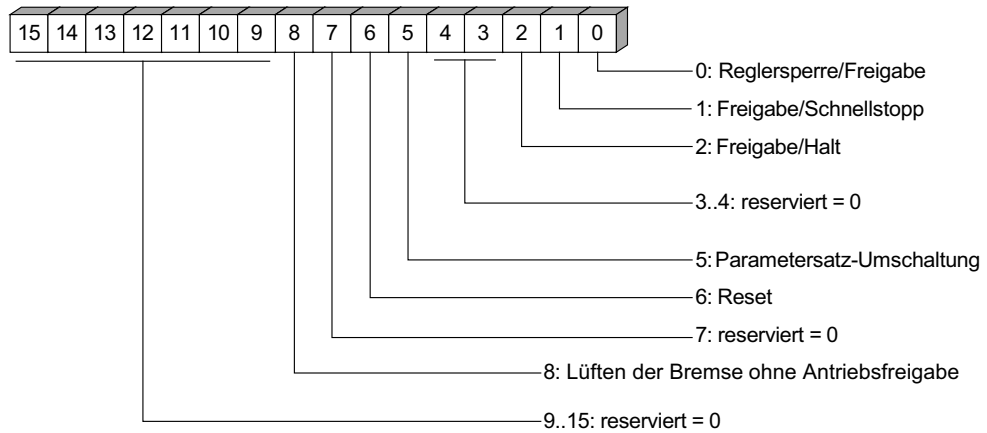 15 14 13 12 11 10 9 8 7 6 5 4 3 2 1 0
0: Reglersperre/Freigabe
1: Freigabe/Schnellstopp
2: Freigabe/Halt
3..4: reserviert = 0
5: Parametersatz-Umschaltung
6: Reset
7: reserviert = 0
8: Lüften der Bremse ohne Antriebsfreigabe
9..15: reserviert = 0